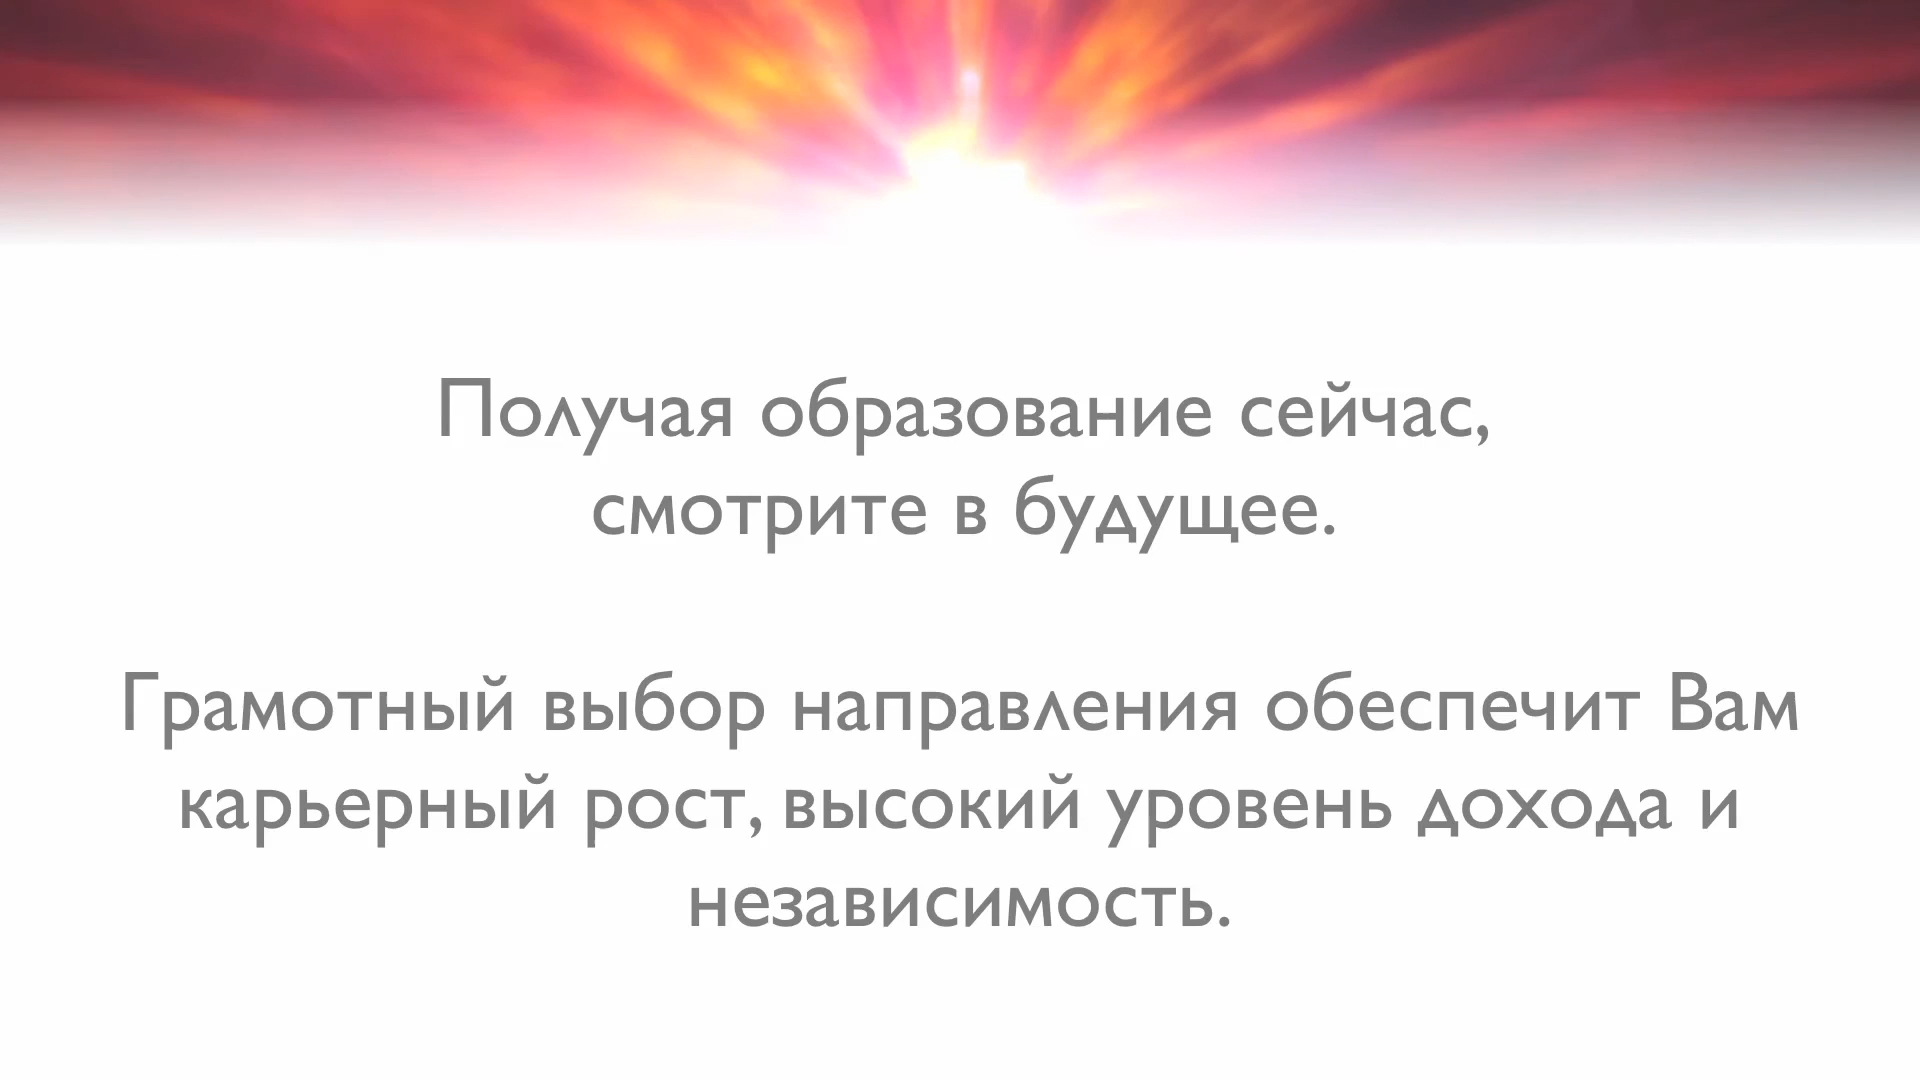 Получая образование сейчас,
смотрите в будущее.
Грамотный выбор направления обеспечит Вам
карьерный рост, высокий уровень дохода и
независимость.